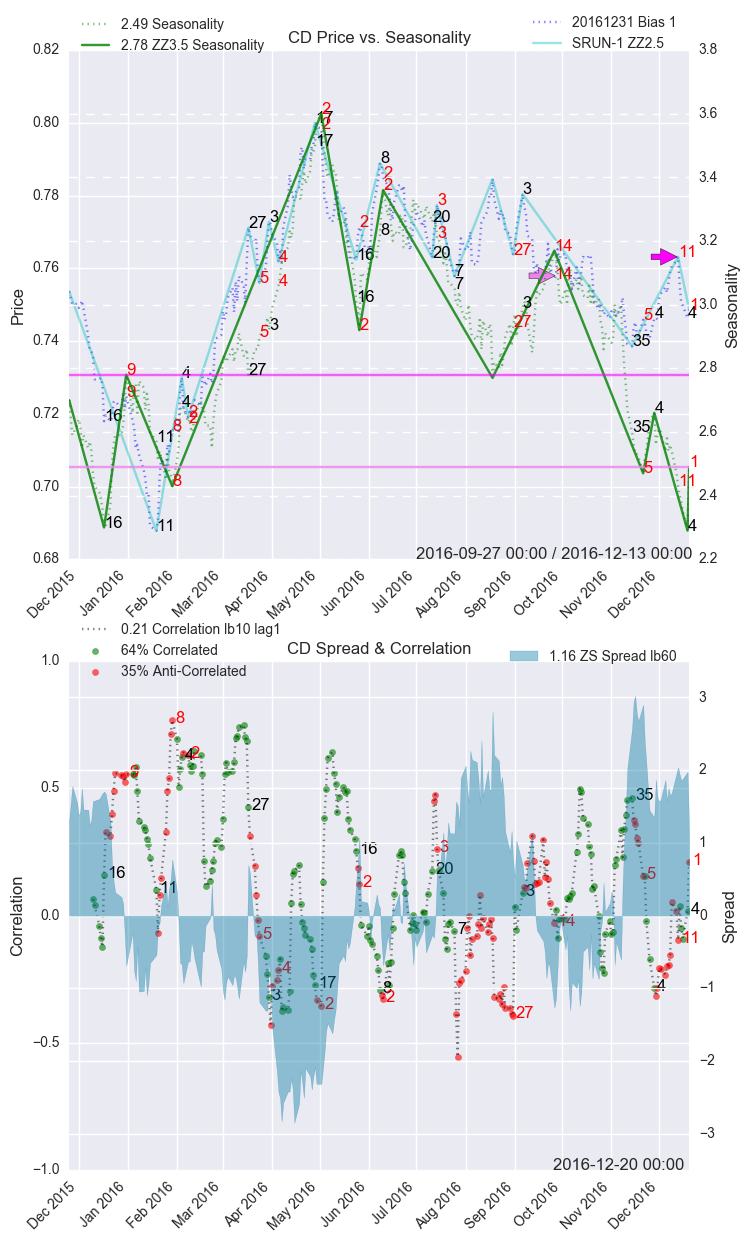 2.49 Seasonality
2.78 ZZ3.5 Seasonality
20161231 Bias 1
SRUN-1 ZZ2.5
CD Price vs. Seasonality
0.82
0.80
0.78
0.76
0.74
0.72
0.70
0.68
Price
3.8
3.6
3.4
3.2
3.0
2.8
2.6
2.4
2.2
Seasonality
2016-09-27 00:00 / 2016-12-13 00:00
Dec 2015
Jan 2016
Feb 2016
Mar 2016
Apr 2016
May 2016
Jun 2016
Jul 2016
Aug 2016
Sep 2016
Oct 2016
Nov 2016
Dec 2016
0.21 Correlation lb10 lag1
64% Correlated
35% Anti-Correlated
CD Spread & Correlation
1.16 ZS Spread lb60
1.0
0.5
0.0
−0.5
−1.0
Correlation
3
2
1
0
−1
−2
−3
Spread
2016-12-20 00:00
Dec 2015
Jan 2016
Feb 2016
Mar 2016
Apr 2016
May 2016
Jun 2016
Jul 2016
Aug 2016
Sep 2016
Oct 2016
Nov 2016
Dec 2016